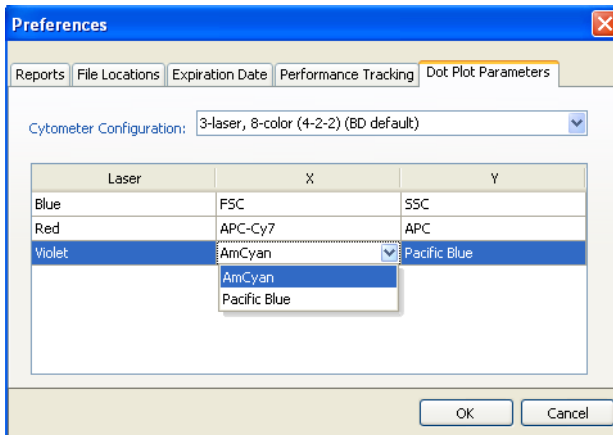 Preferences
Reports File Locations Expiration Date Performance Tracking Dot Plot Parameters
Cytometer Configuration: 3-laser, 8-color (4-2-2) (BD default)
Laser X Y
Blue FSC SSC
Red APC-Cy7 APC
Violet AmCyan Pacific Blue
AmCyan
Pacific Blue
OK Cancel